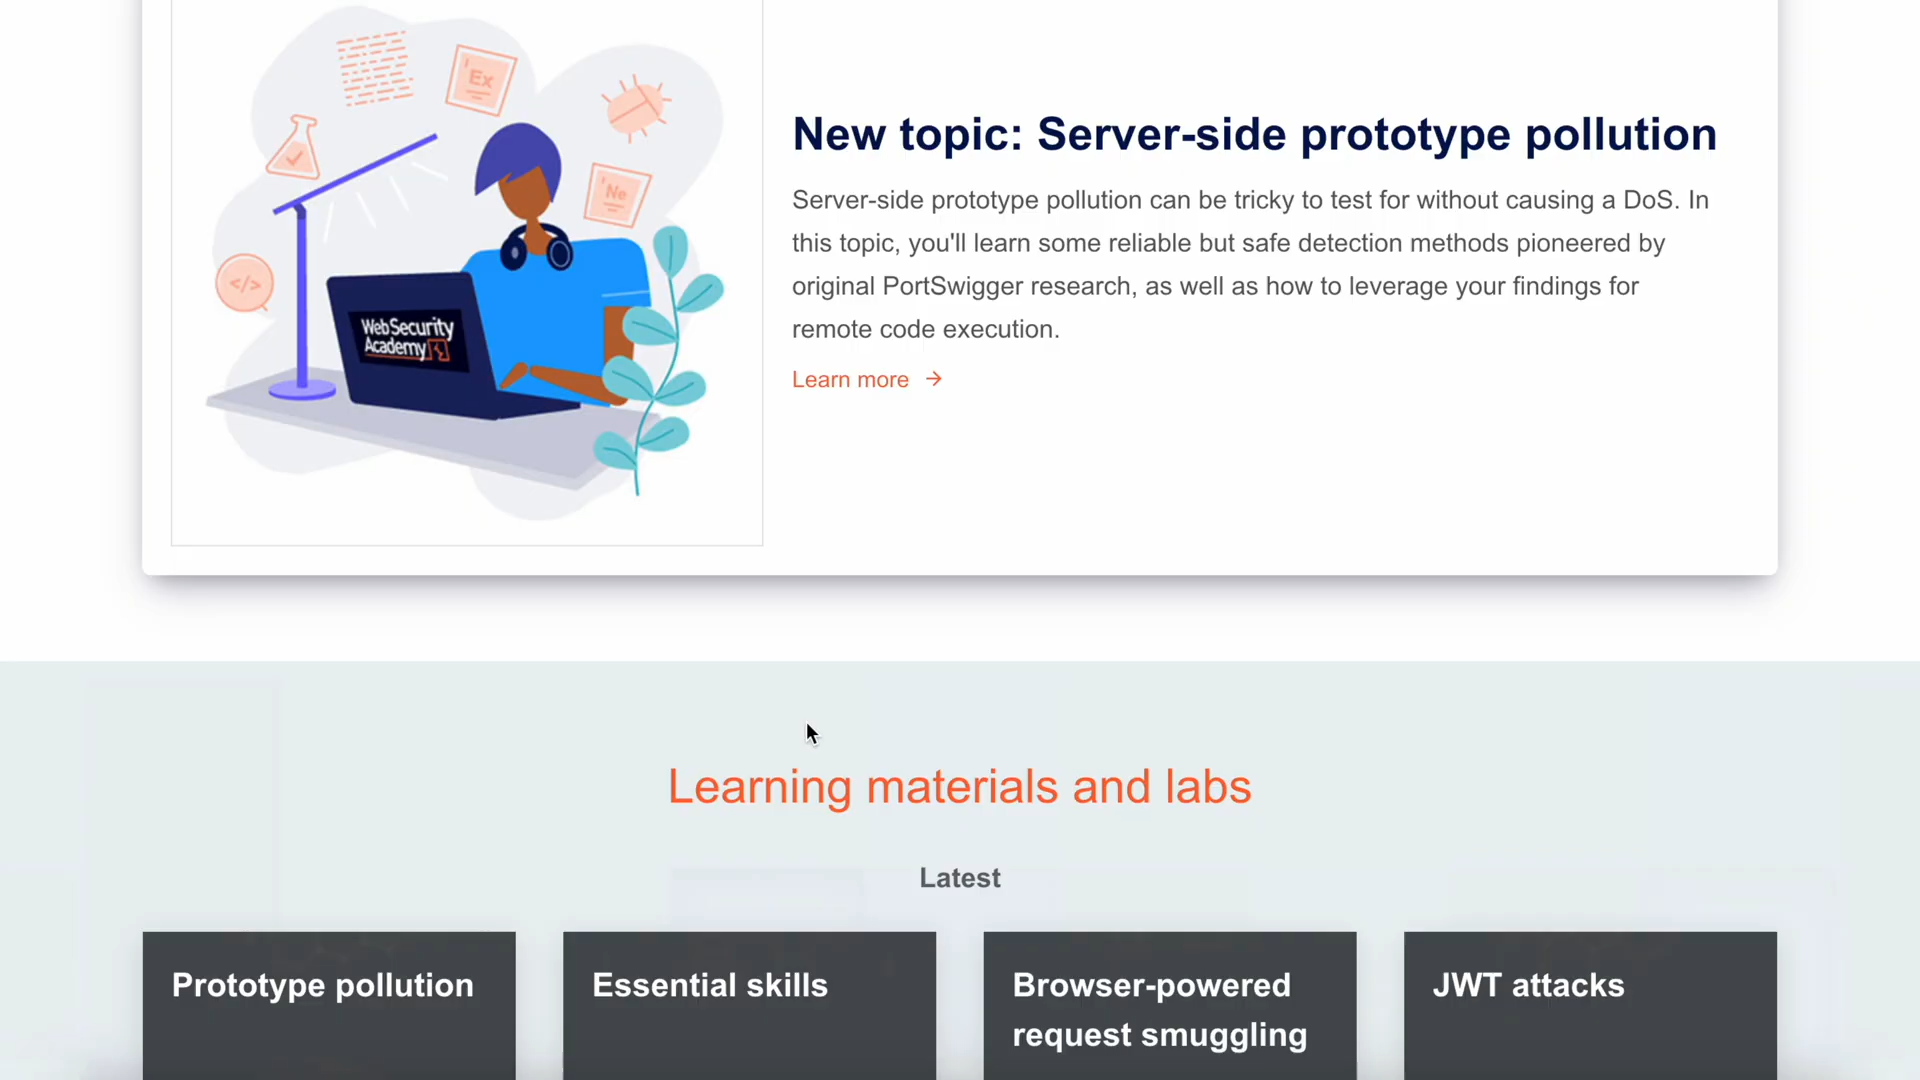 Ex
Ne
</>
WebSecurity
Academy
New topic: Server-side prototype pollution
Server-side prototype pollution can be tricky to test for without causing a DoS. In
this topic, you'll learn some reliable but safe detection methods pioneered by
original PortSwigger research, as well as how to leverage your findings for
remote code execution.
Learn more →
Learning materials and labs
Latest
Prototype pollution
Essential skills
Browser-powered
request smuggling
JWT attacks